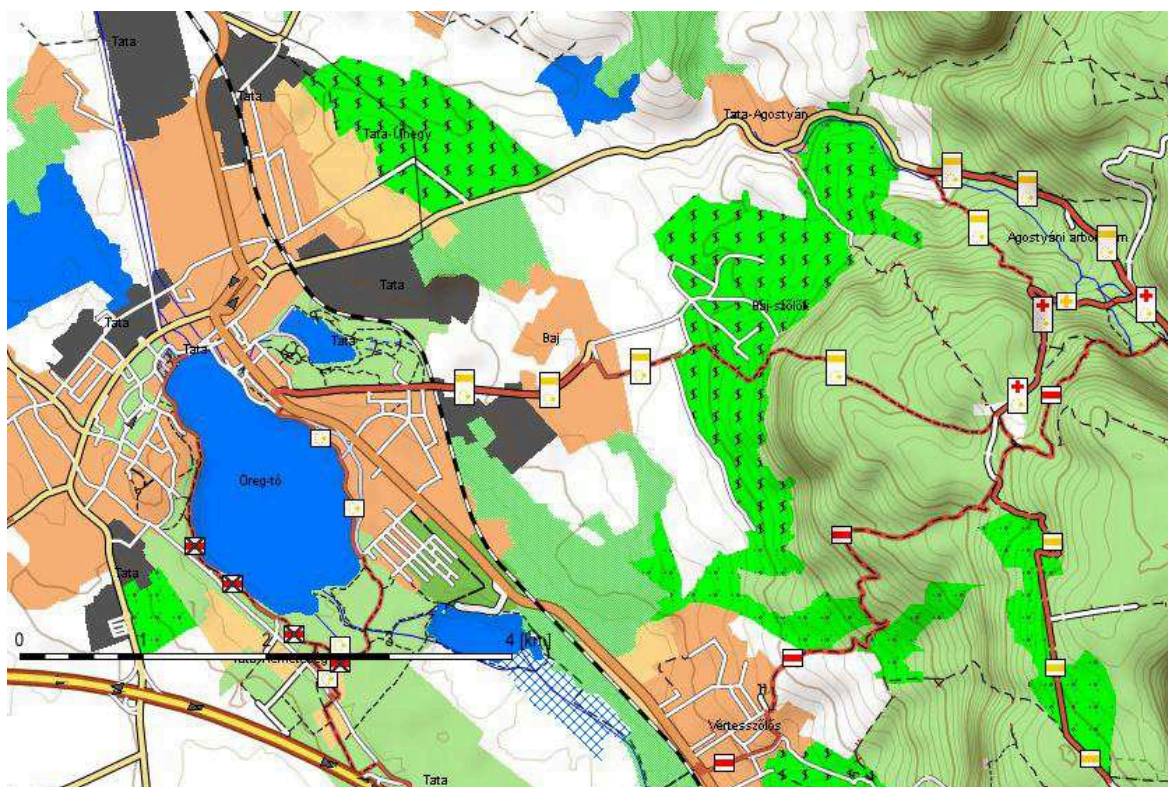 Tata
Tata
Tata-Újhegy
Tata-Agostyán
Agostyáni arborétum
Tata
Baj-szőlők
Tata
Tata
Tata
Baj
Öreg-tó
Tata
0 1 2 3 4 [km]
Vértesszőlős
Tata